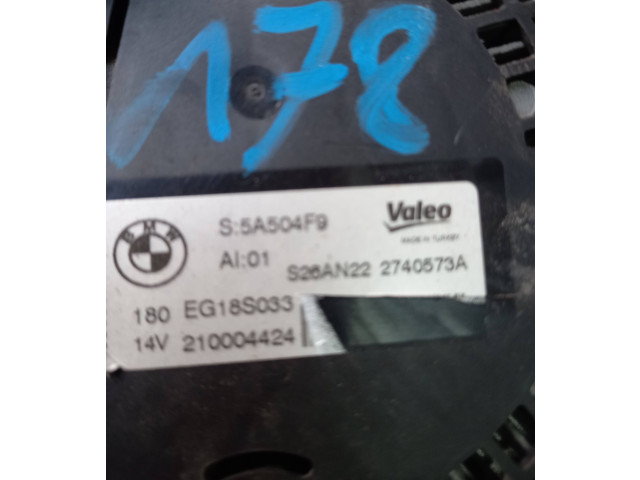 178
BMW
S:5A504F9
Valeo
MADE IN TURKEY
AI:01
S26AN22 2740573A
180 EG18S033
14V 210004424